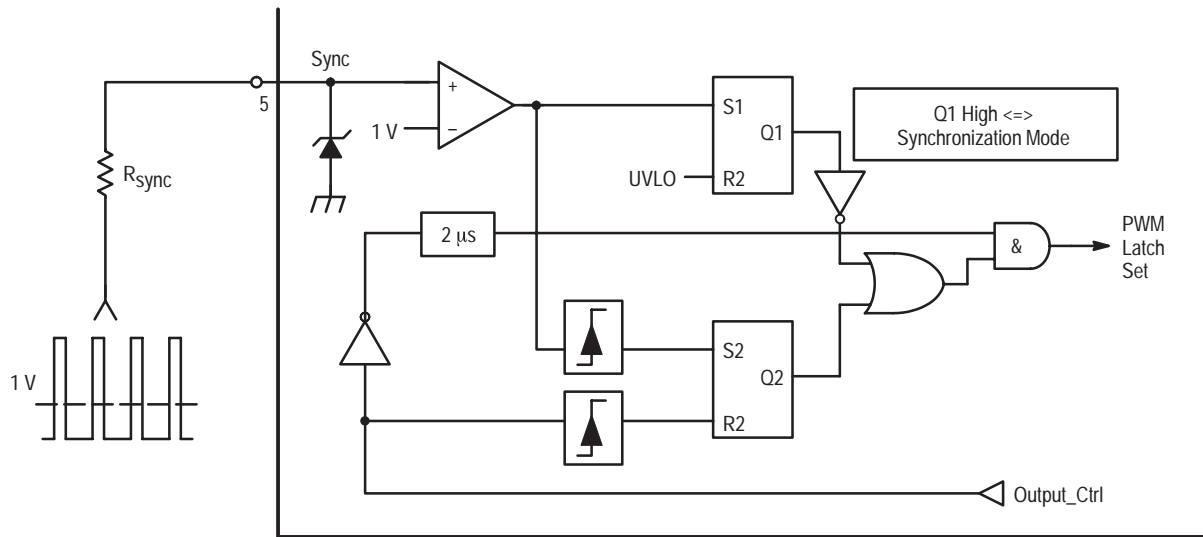 Sync
5
+
1 V
−
Rsync
S1
Q1
UVLO
R2
Q1 High <=>
Synchronization Mode
2 μs
&
PWM
Latch
Set
1 V
S2
Q2
R2
Output_Ctrl